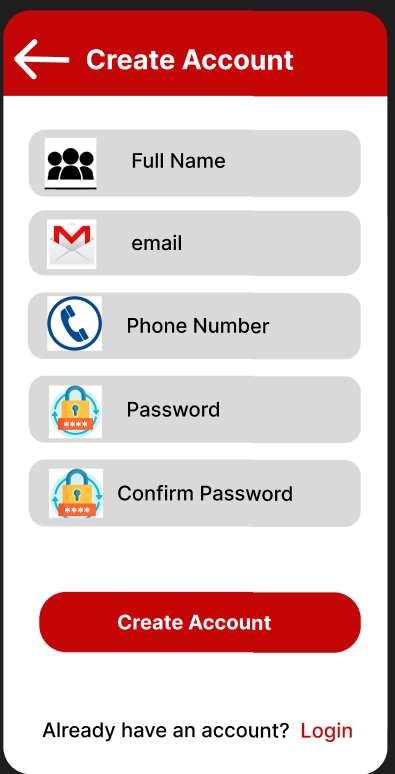 Create Account
Full Name
email
Phone Number
Password
****
Confirm Password
****
Create Account
Already have an account? Login